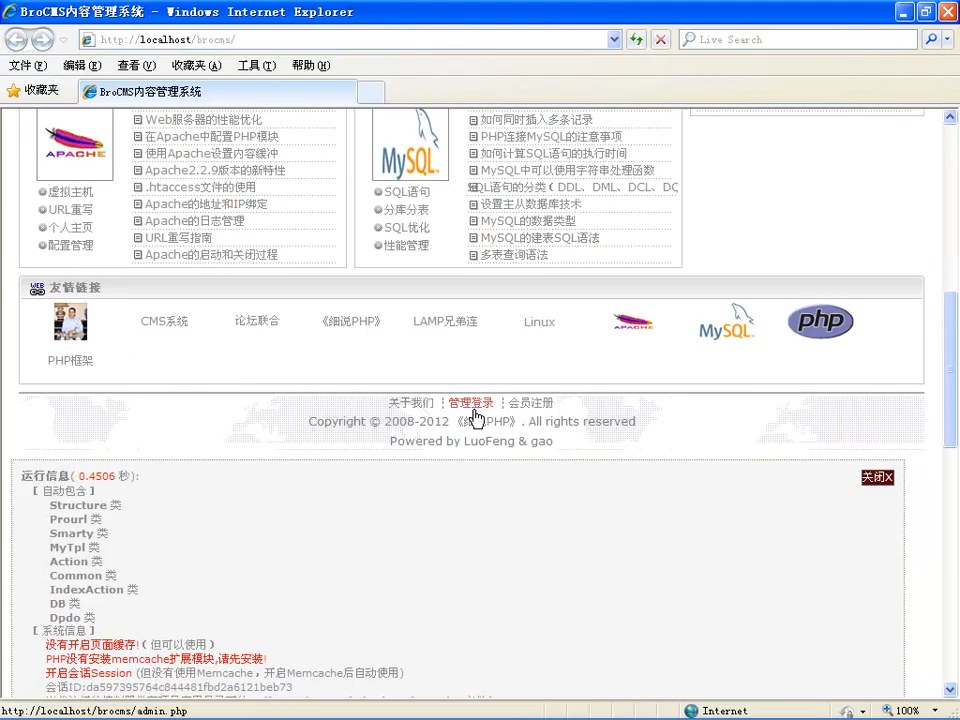 BroCMS内容管理系统 - Windows Internet Explorer
http://localhost/brocms/
Live Search
文件(F) 编辑(E) 查看(V) 收藏夹(A) 工具(T) 帮助(H)
收藏夹 BroCMS内容管理系统
APACHE
虚拟主机
URL重写
个人主页
配置管理
Web服务器的性能优化
在Apache中配置PHP模块
使用Apache设置内容缓冲
Apache2.2.9版本的新特性
.htaccess文件的使用
Apache的地址和IP绑定
Apache的日志管理
URL重写指南
Apache的启动和关闭过程
MySQL
SQL语句
分库分表
SQL优化
性能管理
如何同时插入多条记录
PHP连接MySQL的注意事项
如何计算SQL语句的执行时间
MySQL中可以使用字符串处理函数
SQL语句的分类（DDL、DML、DCL、DQ
设置主从数据库技术
MySQL的数据类型
MySQL的建表SQL语法
多表查询语法
WEB 友情链接
CMS系统 论坛联合 《细说PHP》 LAMP兄弟连 Linux APACHE MySQL php
PHP框架
关于我们 ¦ 管理登录 ¦ 会员注册
Copyright © 2008-2012 《细 PHP》. All rights reserved
Powered by LuoFeng & gao
运行信息( 0.4506 秒): 关闭X
[ 自动包含 ]
Structure 类
Prourl 类
Smarty 类
MyTpl 类
Action 类
Common 类
IndexAction 类
DB 类
Dpdo 类
[ 系统信息 ]
没有开启页面缓存!（但可以使用）
PHP没有安装memcache扩展模块,请先安装!
开启会话Session (但没有使用Memcache，开启Memcache后自动使用)
会话ID:da597395764c844481fbd2a6121beb73
http://localhost/brocms/admin.php Internet 100%